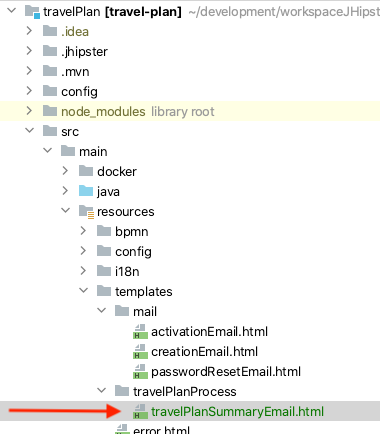 travelPlan [travel-plan] ~/development/workspaceJHips
.idea
.jhipster
.mvn
config
node_modules library root
src
main
docker
java
resources
bpmn
config
i18n
templates
mail
activationEmail.html
creationEmail.html
passwordResetEmail.html
travelPlanProcess
travelPlanSummaryEmail.html
error.html